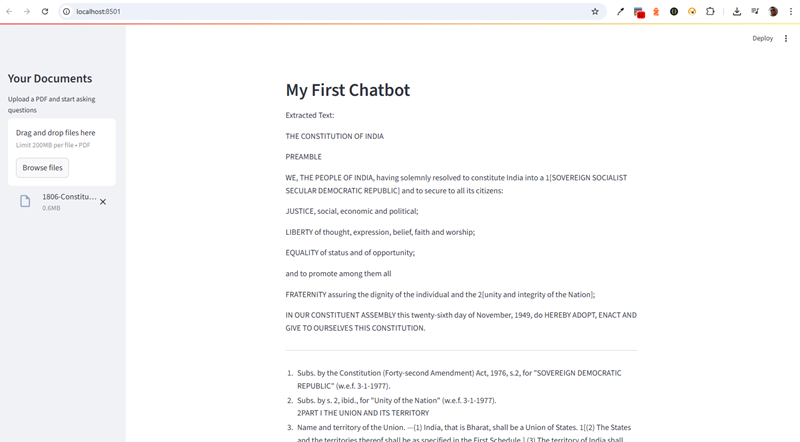 localhost:8501
Deploy
Your Documents
Upload a PDF and start asking
questions
Drag and drop files here
Limit 200MB per file • PDF
Browse files
1806-Constitu...
0.6MB
My First Chatbot
Extracted Text:
THE CONSTITUTION OF INDIA
PREAMBLE
WE, THE PEOPLE OF INDIA, having solemnly resolved to constitute India into a 1[SOVEREIGN SOCIALIST
SECULAR DEMOCRATIC REPUBLIC] and to secure to all its citizens:
JUSTICE, social, economic and political;
LIBERTY of thought, expression, belief, faith and worship;
EQUALITY of status and of opportunity;
and to promote among them all
FRATERNITY assuring the dignity of the individual and the 2[unity and integrity of the Nation];
IN OUR CONSTITUENT ASSEMBLY this twenty-sixth day of November, 1949, do HEREBY ADOPT, ENACT AND
GIVE TO OURSELVES THIS CONSTITUTION.
1. Subs. by the Constitution (Forty-second Amendment) Act, 1976, s.2, for "SOVEREIGN DEMOCRATIC
REPUBLIC" (w.e.f. 3-1-1977).
2. Subs. by s. 2, ibid., for "Unity of the Nation" (w.e.f. 3-1-1977).
2PART I THE UNION AND ITS TERRITORY
3. Name and territory of the Union. —(1) India, that is Bharat, shall be a Union of States. 1[(2) The States
and the territories thereof shall be as specified in the First Schedule.] (3) The territory of India shall